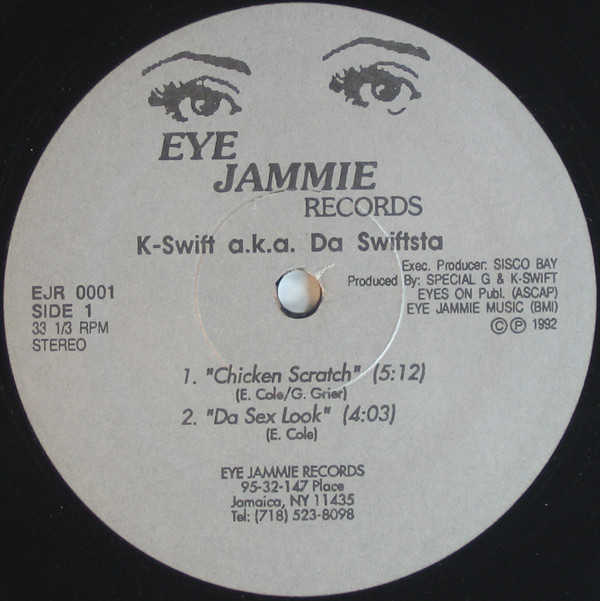 EYE
JAMMIE
RECORDS
K-Swift a.k.a. Da Swiftsta
Exec. Producer: SISCO BAY
Produced By: SPECIAL G & K-SWIFT
EYES ON Publ. (ASCAP)
EYE JAMMIE MUSIC (BMI)
© ℗ 1992
EJR 0001
SIDE 1
33 1/3 RPM
STEREO
1. "Chicken Scratch" (5:12)
(E. Cole/G. Grier)
2. "Da Sex Look" (4:03)
(E. Cole)
EYE JAMMIE RECORDS
95-32-147 Place
Jamaica, NY 11435
Tel: (718) 523-8098